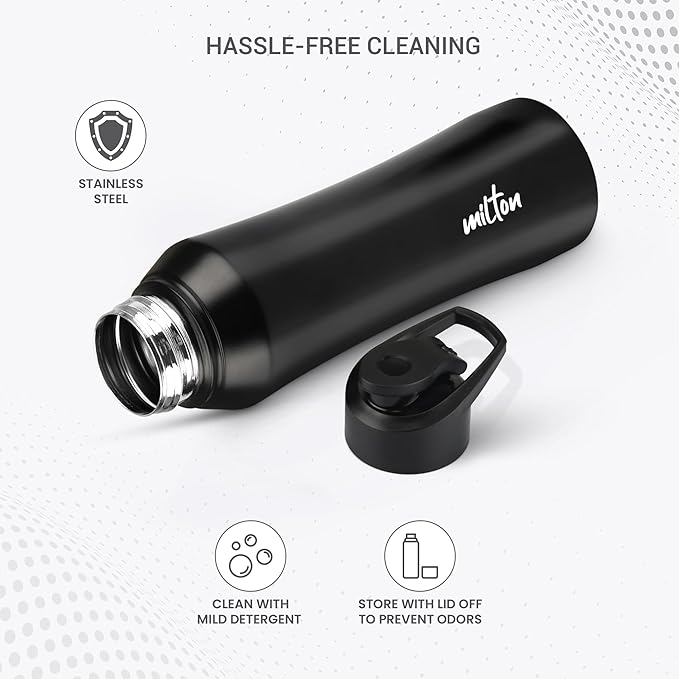 HASSLE-FREE CLEANING
STAINLESS
STEEL
milton
CLEAN WITH
MILD DETERGENT
STORE WITH LID OFF
TO PREVENT ODORS